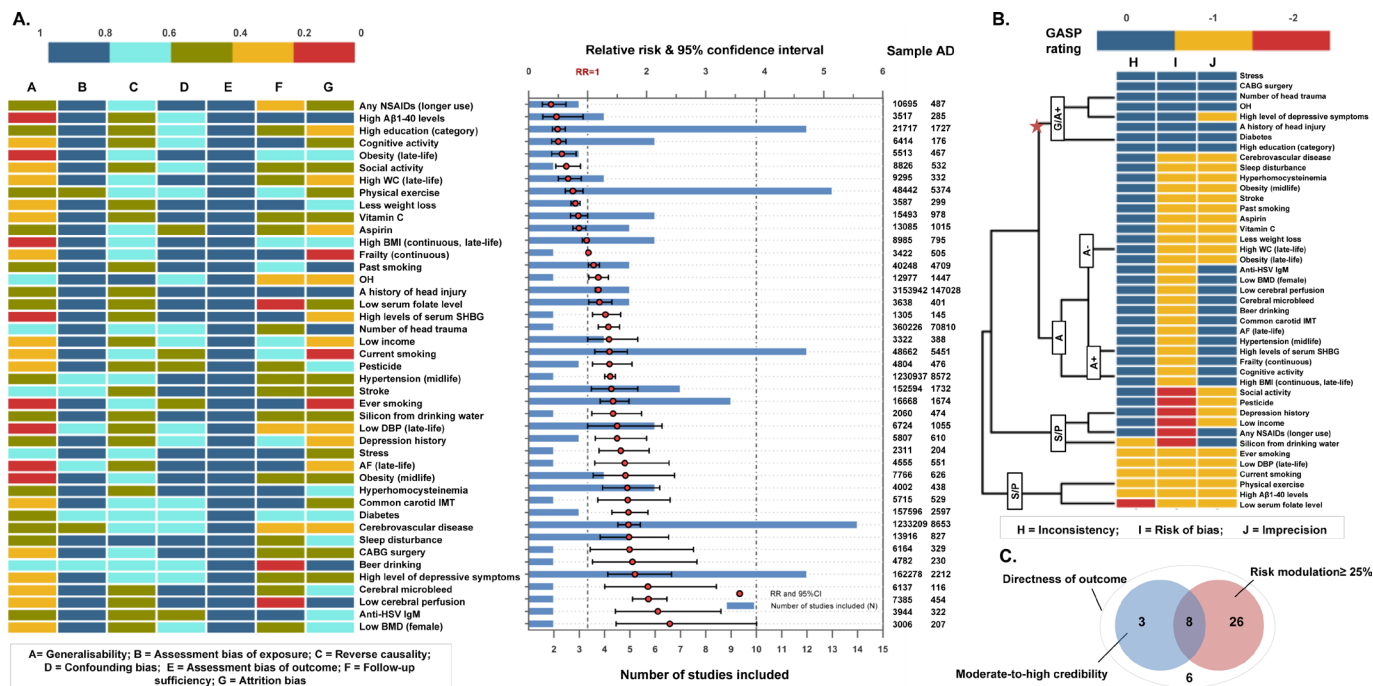 A.
1 0.8 0.6 0.4 0.2 0
A B C D E F G
Any NSAIDs (longer use)
High Aβ1-40 levels
High education (category)
Cognitive activity
Obesity (late-life)
Social activity
High WC (late-life)
Physical exercise
Less weight loss
Vitamin C
Aspirin
High BMI (continuous, late-life)
Frailty (continuous)
Past smoking
OH
A history of head injury
Low serum folate level
High levels of serum SHBG
Number of head trauma
Low income
Current smoking
Pesticide
Hypertension (midlife)
Stroke
Ever smoking
Silicon from drinking water
Low DBP (late-life)
Depression history
Stress
AF (late-life)
Obesity (midlife)
Hyperhomocysteinemia
Common carotid IMT
Diabetes
Cerebrovascular disease
Sleep disturbance
CABG surgery
Beer drinking
High level of depressive symptoms
Cerebral microbleed
Low cerebral perfusion
Anti-HSV IgM
Low BMD (female)
A= Generalisability; B = Assessment bias of exposure; C = Reverse causality;
D = Confounding bias; E = Assessment bias of outcome; F = Follow-up
sufficiency; G = Attrition bias
Relative risk & 95% confidence interval
Sample AD
0 RR=1 2 3 4 5 6
10695 487
3517 285
21717 1727
6414 176
5513 467
8826 532
9295 332
48442 5374
3587 299
15493 978
13085 1015
8985 795
3422 505
40248 4709
12977 1447
3153942 147028
3638 401
1305 145
360226 70810
3322 388
48662 5451
4804 476
1230937 8572
152594 1732
16668 1674
2060 474
6724 1055
5807 610
2311 204
4555 551
7766 626
4002 438
5715 529
157596 2597
1233209 8653
13916 827
6164 329
4782 230
162278 2212
6137 116
7385 454
3944 322
3006 207
RR and 95%CI
Number of studies included (N)
0 1 2 3 4 5 6 7 8 9 10 11 12 13 14 15
Number of studies included
B.
0 -1 -2
GASP
rating
H I J
Stress
CABG surgery
Number of head trauma
OH
High level of depressive symptoms
A history of head injury
Diabetes
High education (category)
Cerebrovascular disease
Sleep disturbance
Hyperhomocysteinemia
Obesity (midlife)
Stroke
Past smoking
Aspirin
Vitamin C
Less weight loss
High WC (late-life)
Obesity (late-life)
Anti-HSV IgM
Low BMD (female)
Low cerebral perfusion
Cerebral microbleed
Beer drinking
Common carotid IMT
AF (late-life)
Hypertension (midlife)
High levels of serum SHBG
Frailty (continuous)
Cognitive activity
High BMI (continuous, late-life)
Social activity
Pesticide
Depression history
Low income
Any NSAIDs (longer use)
Silicon from drinking water
Ever smoking
Low DBP (late-life)
Current smoking
Physical exercise
High Aβ1-40 levels
Low serum folate level
G/A+
A-
A
A+
S/P
S/P
H = Inconsistency; I = Risk of bias; J = Imprecision
C.
Directness of outcome
Risk modulation≥ 25%
3 8 26
Moderate-to-high credibility
6